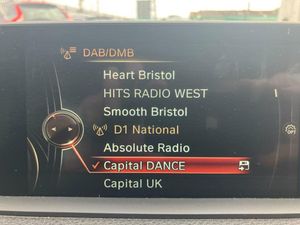 DAB/DMB
Heart Bristol
HITS RADIO WEST
Smooth Bristol
D1 National
Absolute Radio
Capital DANCE
Capital UK